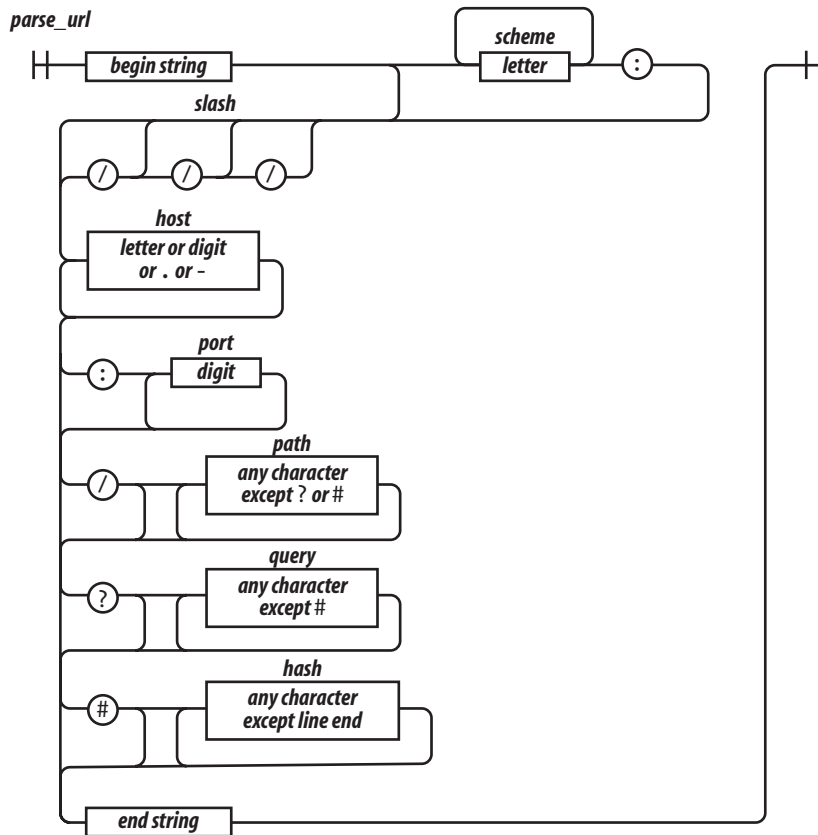 parse_url
scheme
begin string
letter
:
slash
/ / /
host
letter or digit
or . or -
port
:
digit
path
/
any character
except ? or #
query
?
any character
except #
hash
#
any character
except line end
end string